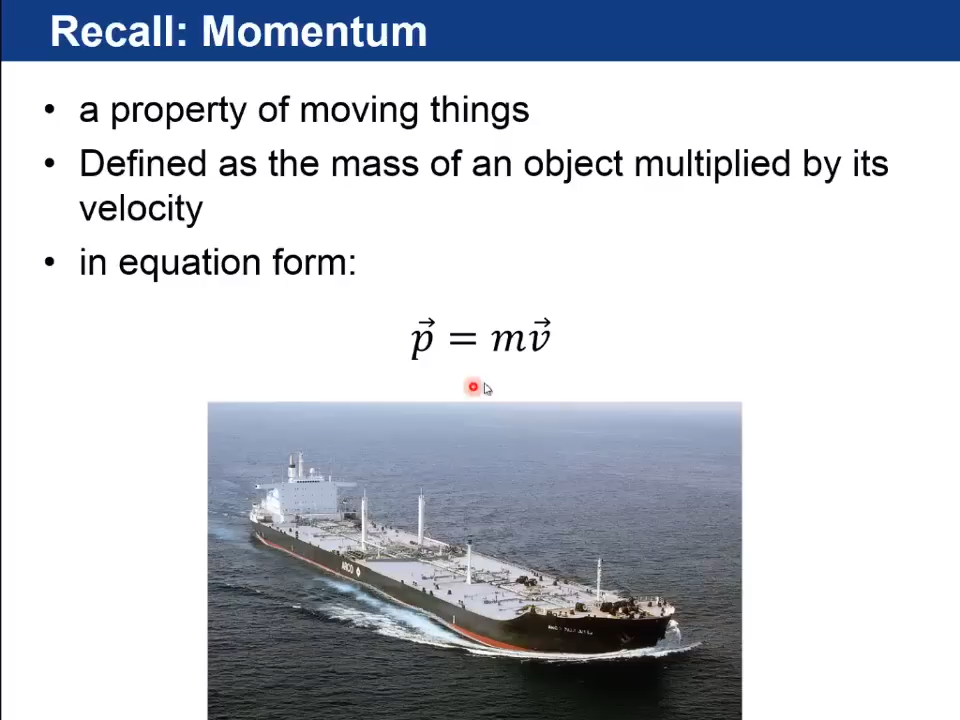 Recall: Momentum
• a property of moving things
• Defined as the mass of an object multiplied by its
velocity
• in equation form:
p⃗ = mv⃗
ARCO